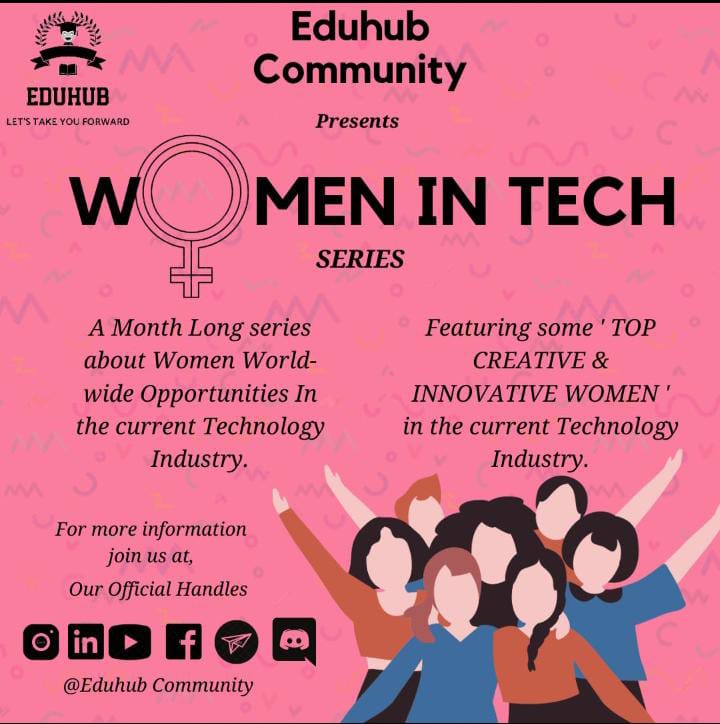 EDUHUB
LET'S TAKE YOU FORWARD
Eduhub
Community
Presents
WOMEN IN TECH
SERIES
A Month Long series
about Women World-
wide Opportunities In
the current Technology
Industry.
Featuring some ' TOP
CREATIVE &
INNOVATIVE WOMEN '
in the current Technology
Industry.
For more information
join us at,
Our Official Handles
in
f
@Eduhub Community